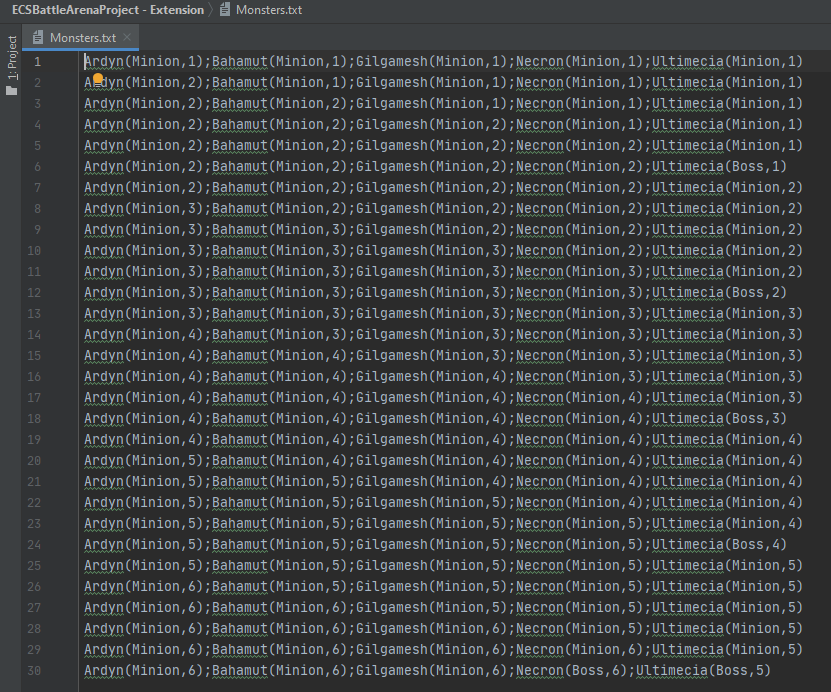 ECSBattleArenaProject - Extension 〉 Monsters.txt
Monsters.txt ×
1: Project
1 Ardyn(Minion,1);Bahamut(Minion,1);Gilgamesh(Minion,1);Necron(Minion,1);Ultimecia(Minion,1)
2 Ardyn(Minion,2);Bahamut(Minion,1);Gilgamesh(Minion,1);Necron(Minion,1);Ultimecia(Minion,1)
3 Ardyn(Minion,2);Bahamut(Minion,2);Gilgamesh(Minion,1);Necron(Minion,1);Ultimecia(Minion,1)
4 Ardyn(Minion,2);Bahamut(Minion,2);Gilgamesh(Minion,2);Necron(Minion,1);Ultimecia(Minion,1)
5 Ardyn(Minion,2);Bahamut(Minion,2);Gilgamesh(Minion,2);Necron(Minion,2);Ultimecia(Minion,1)
6 Ardyn(Minion,2);Bahamut(Minion,2);Gilgamesh(Minion,2);Necron(Minion,2);Ultimecia(Boss,1)
7 Ardyn(Minion,2);Bahamut(Minion,2);Gilgamesh(Minion,2);Necron(Minion,2);Ultimecia(Minion,2)
8 Ardyn(Minion,3);Bahamut(Minion,2);Gilgamesh(Minion,2);Necron(Minion,2);Ultimecia(Minion,2)
9 Ardyn(Minion,3);Bahamut(Minion,3);Gilgamesh(Minion,2);Necron(Minion,2);Ultimecia(Minion,2)
10 Ardyn(Minion,3);Bahamut(Minion,3);Gilgamesh(Minion,3);Necron(Minion,2);Ultimecia(Minion,2)
11 Ardyn(Minion,3);Bahamut(Minion,3);Gilgamesh(Minion,3);Necron(Minion,3);Ultimecia(Minion,2)
12 Ardyn(Minion,3);Bahamut(Minion,3);Gilgamesh(Minion,3);Necron(Minion,3);Ultimecia(Boss,2)
13 Ardyn(Minion,3);Bahamut(Minion,3);Gilgamesh(Minion,3);Necron(Minion,3);Ultimecia(Minion,3)
14 Ardyn(Minion,4);Bahamut(Minion,3);Gilgamesh(Minion,3);Necron(Minion,3);Ultimecia(Minion,3)
15 Ardyn(Minion,4);Bahamut(Minion,4);Gilgamesh(Minion,3);Necron(Minion,3);Ultimecia(Minion,3)
16 Ardyn(Minion,4);Bahamut(Minion,4);Gilgamesh(Minion,4);Necron(Minion,3);Ultimecia(Minion,3)
17 Ardyn(Minion,4);Bahamut(Minion,4);Gilgamesh(Minion,4);Necron(Minion,4);Ultimecia(Minion,3)
18 Ardyn(Minion,4);Bahamut(Minion,4);Gilgamesh(Minion,4);Necron(Minion,4);Ultimecia(Boss,3)
19 Ardyn(Minion,4);Bahamut(Minion,4);Gilgamesh(Minion,4);Necron(Minion,4);Ultimecia(Minion,4)
20 Ardyn(Minion,5);Bahamut(Minion,4);Gilgamesh(Minion,4);Necron(Minion,4);Ultimecia(Minion,4)
21 Ardyn(Minion,5);Bahamut(Minion,5);Gilgamesh(Minion,4);Necron(Minion,4);Ultimecia(Minion,4)
22 Ardyn(Minion,5);Bahamut(Minion,5);Gilgamesh(Minion,5);Necron(Minion,4);Ultimecia(Minion,4)
23 Ardyn(Minion,5);Bahamut(Minion,5);Gilgamesh(Minion,5);Necron(Minion,5);Ultimecia(Minion,4)
24 Ardyn(Minion,5);Bahamut(Minion,5);Gilgamesh(Minion,5);Necron(Minion,5);Ultimecia(Boss,4)
25 Ardyn(Minion,5);Bahamut(Minion,5);Gilgamesh(Minion,5);Necron(Minion,5);Ultimecia(Minion,5)
26 Ardyn(Minion,6);Bahamut(Minion,5);Gilgamesh(Minion,5);Necron(Minion,5);Ultimecia(Minion,5)
27 Ardyn(Minion,6);Bahamut(Minion,6);Gilgamesh(Minion,5);Necron(Minion,5);Ultimecia(Minion,5)
28 Ardyn(Minion,6);Bahamut(Minion,6);Gilgamesh(Minion,6);Necron(Minion,5);Ultimecia(Minion,5)
29 Ardyn(Minion,6);Bahamut(Minion,6);Gilgamesh(Minion,6);Necron(Minion,6);Ultimecia(Minion,5)
30 Ardyn(Minion,6);Bahamut(Minion,6);Gilgamesh(Minion,6);Necron(Boss,6);Ultimecia(Boss,5)